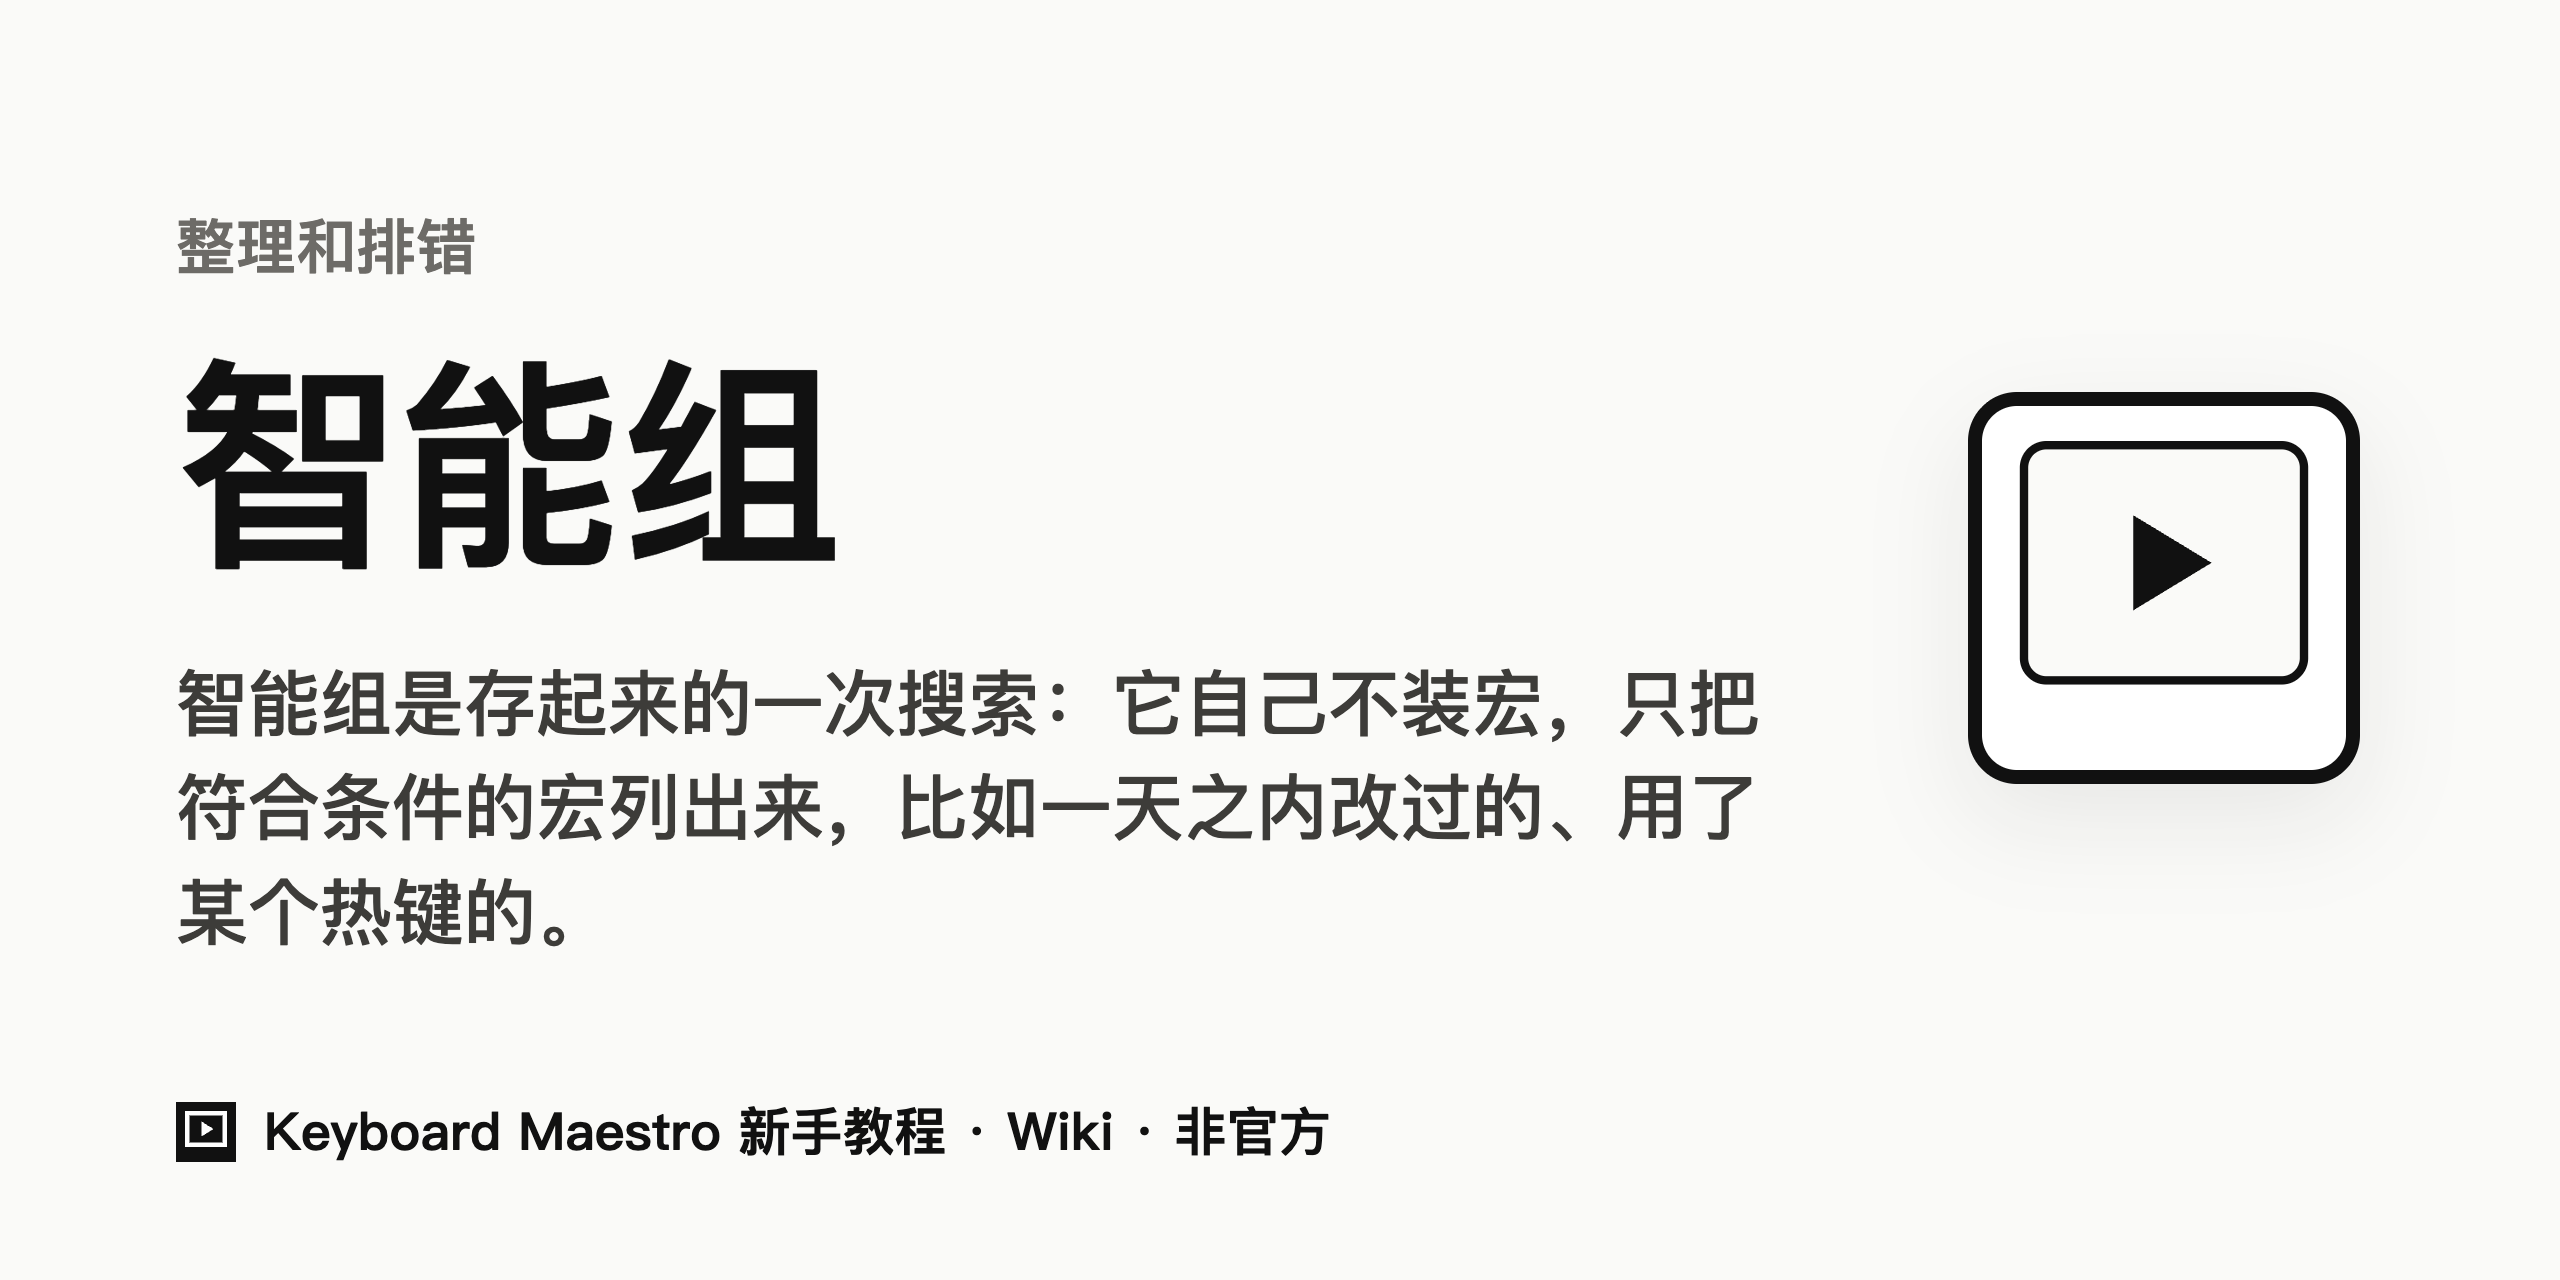 整理和排错
智能组
智能组是存起来的一次搜索：它自己不装宏，只把
符合条件的宏列出来，比如一天之内改过的、用了
某个热键的。
Keyboard Maestro 新手教程 · Wiki · 非官方